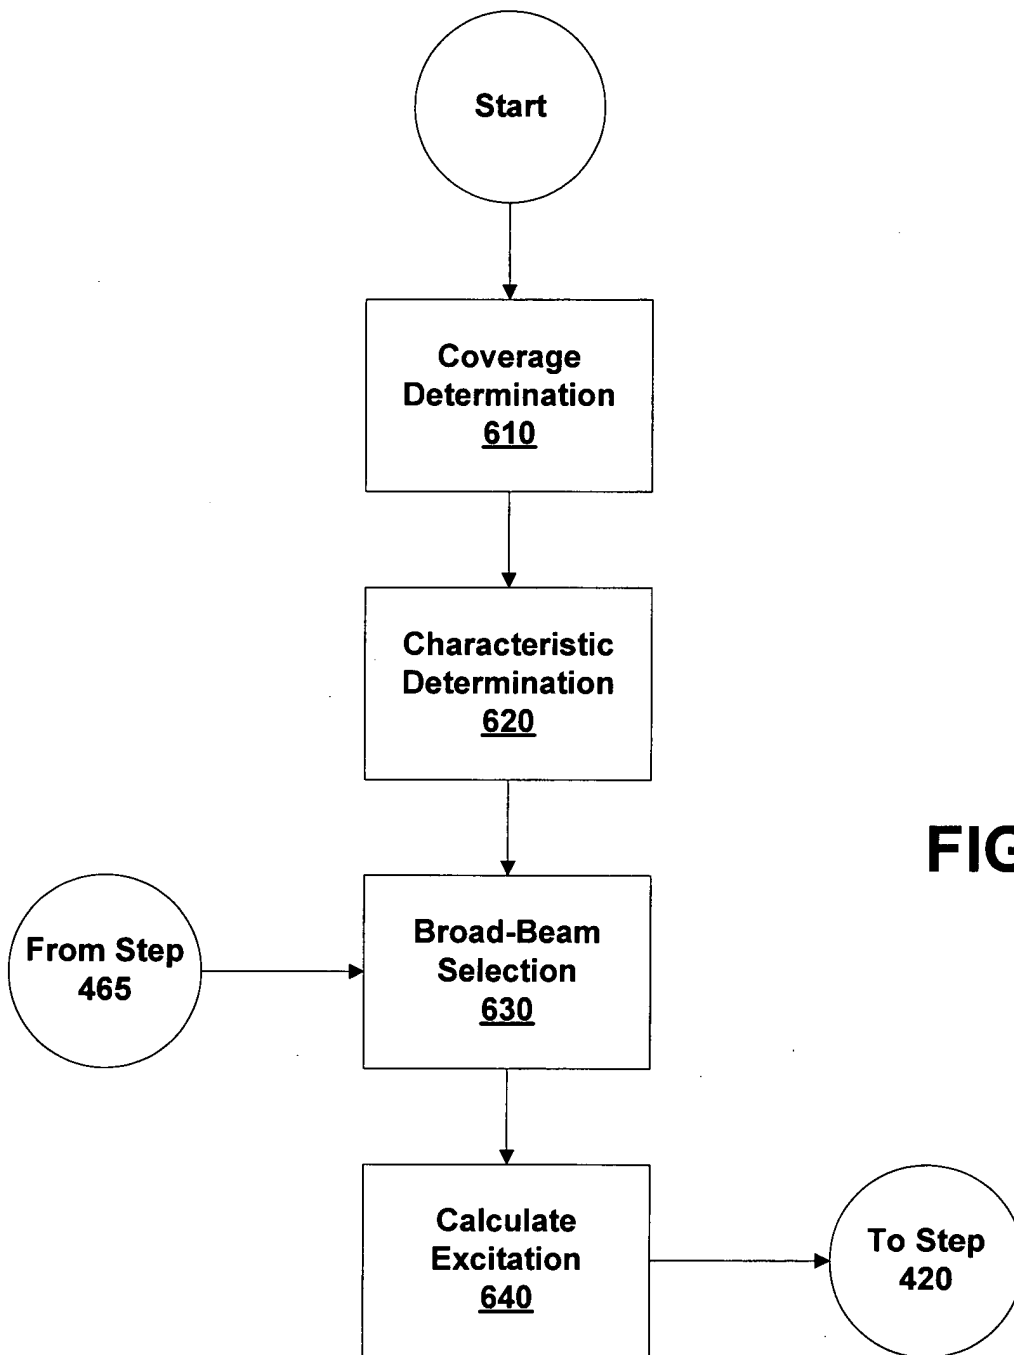 Start
Coverage
Determination
610
Characteristic
Determination
620
FIG
Broad-Beam
Selection
630
From Step
465
Calculate
Excitation
640
To Step
420